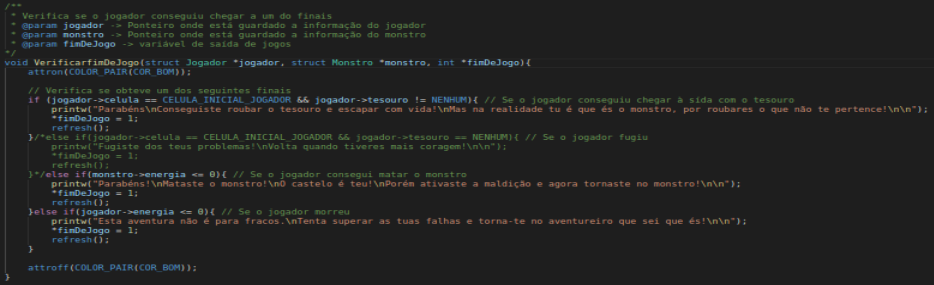 /**
 * Verifica se o jogador conseguiu chegar a um do finais
 * @param jogador -> Ponteiro onde está guardado a informação do jogador
 * @param monstro -> Ponteiro onde está guardado a informação do monstro
 * @param fimDeJogo -> variável de saída de jogos
*/
void VerificarfimDeJogo(struct Jogador *jogador, struct Monstro *monstro, int *fimDeJogo){
    attron(COLOR_PAIR(COR_BOM));

    // Verifica se obteve um dos seguintes finais
    if (jogador->celula == CELULA_INICIAL_JOGADOR && jogador->tesouro != NENHUM){ // Se o jogador conseguiu chegar à sída com o tesouro
        printw("Parabéns\nConseguiste roubar o tesouro e escapar com vida!\nMas na realidade tu é que és o monstro, por roubares o que não te pertence!\n\n");
        *fimDeJogo = 1;
        refresh();
    }/*else if(jogador->celula == CELULA_INICIAL_JOGADOR && jogador->tesouro == NENHUM){ // Se o jogador fugiu
        printw("Fugiste dos teus problemas!\nVolta quando tiveres mais coragem!\n\n");
        *fimDeJogo = 1;
        refresh();
    }*/else if(monstro->energia <= 0){ // Se o jogador consegui matar o monstro
        printw("Parabéns!\nMataste o monstro!\nO castelo é teu!\nPorém ativaste a maldição e agora tornaste no monstro!\n\n");
        *fimDeJogo = 1;
        refresh();
    }else if(jogador->energia <= 0){ // Se o jogador morreu
        printw("Esta aventura não é para fracos.\nTenta superar as tuas falhas e torna-te no aventureiro que sei que és!\n\n");
        *fimDeJogo = 1;
        refresh();
    }

    attroff(COLOR_PAIR(COR_BOM));
}